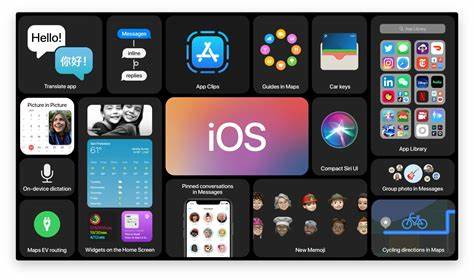 Hello!
你好!
Translate app
Messages
inline
replies
App Clips
Guides in Maps
Car keys
App Library
App Library
Picture in Picture
iOS
Compact Siri UI
On-device dictation
Pinned conversations
in Messages
Group photo in Messages
Maps EV routing
Widgets on the Home Screen
New Memoji
Cycling directions in Maps